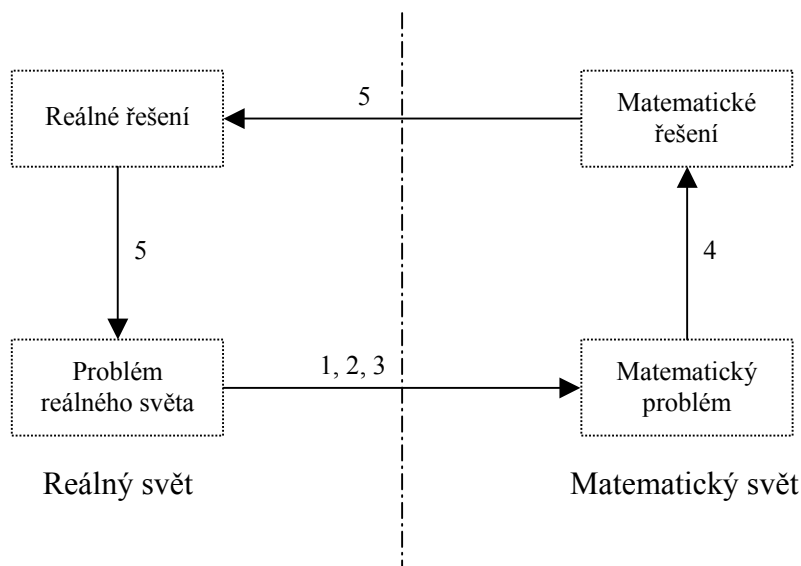 5
Reálné řešení
Matematické
řešení
5
4
Problém
reálného světa
1, 2, 3
Matematický
problém
Reálný svět
Matematický svět